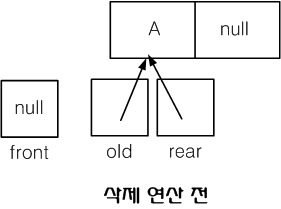 A null
null
front old rear
삭제 연산 전